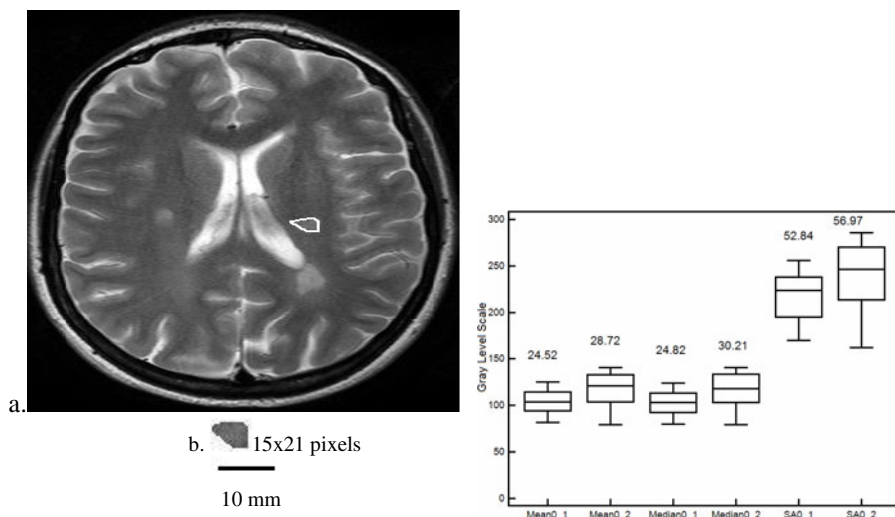 a.
b. 15x21 pixels
10 mm
Gray Level Scale
300
250
200
150
100
50
0
24.52
28.72
24.82
30.21
52.84
56.97
Mean0_1
Mean0_2
Median0_1
Median0_2
SA0_1
SA0_2